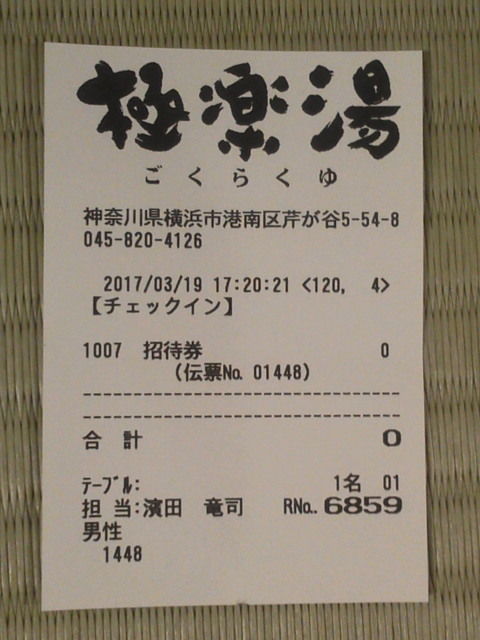 極楽湯
ごくらくゆ
神奈川県横浜市港南区芹が谷5-54-8
045-820-4126
2017/03/19 17:20:21 <120, 4>
【チェックイン】
1007 招待券 0
(伝票No. 01448)
合 計 0
ﾃｰﾌﾞﾙ: 1名 01
担 当:濱田 竜司 RNo.. 6859
男性
1448